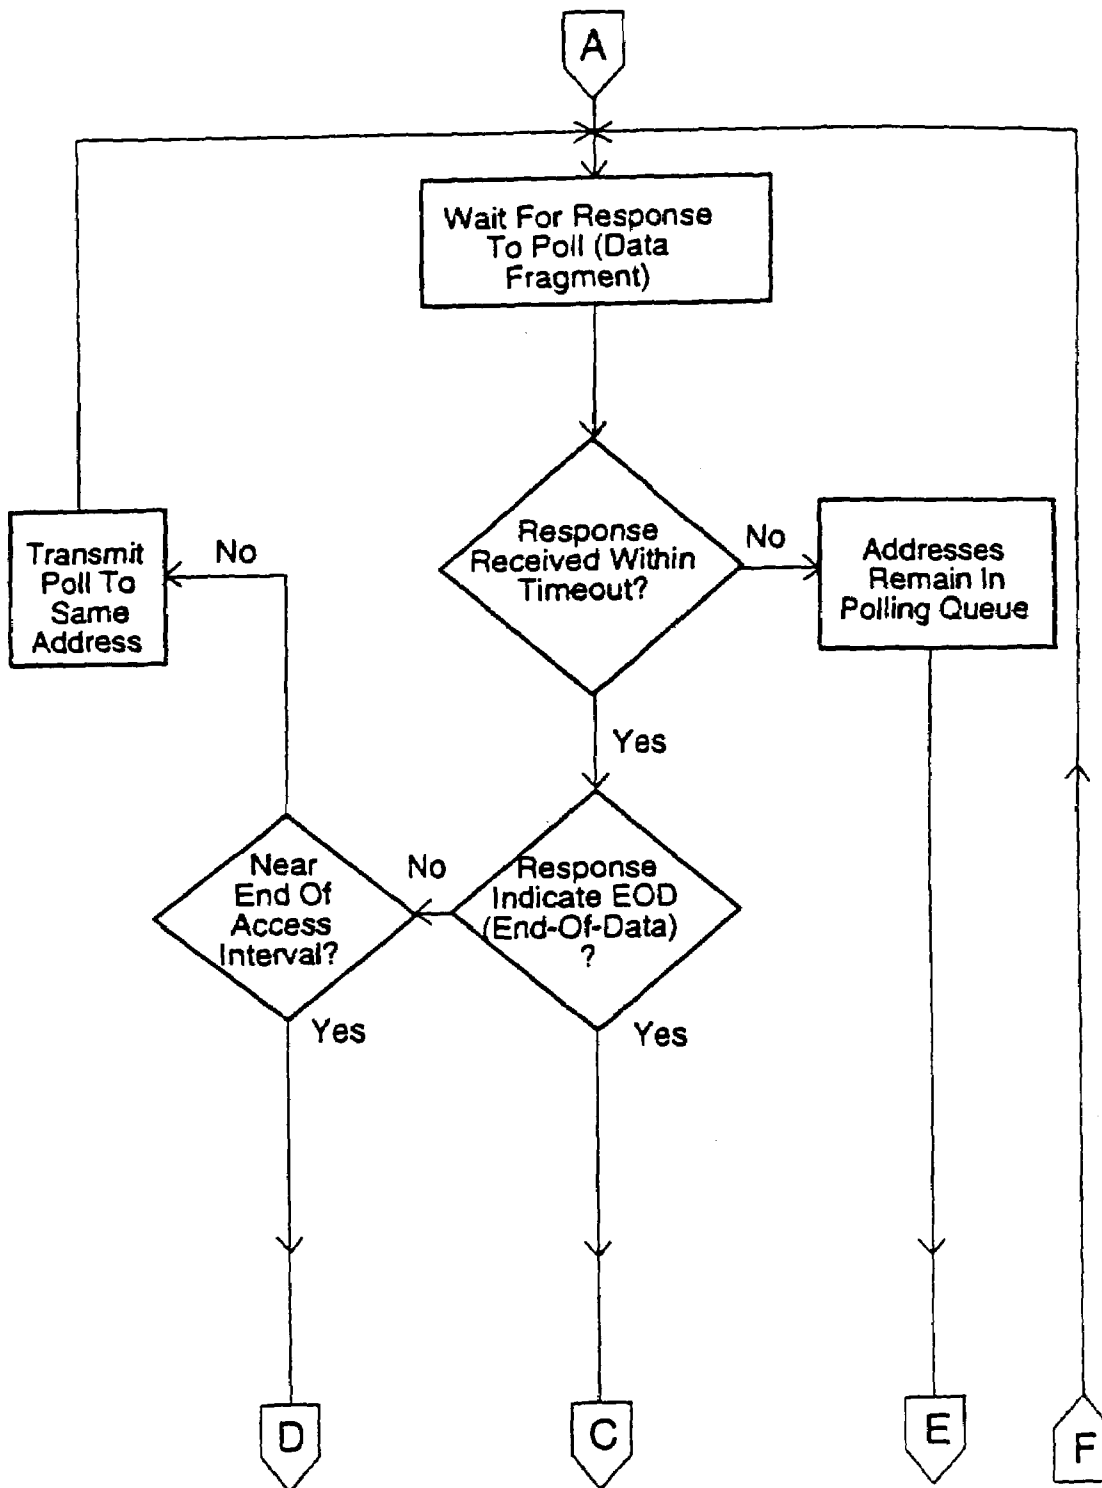 A
Wait For Response
To Poll (Data
Fragment)
Response
Received Within
Timeout?
No
Addresses
Remain In
Polling Queue
No
Transmit
Poll To
Same
Address
Yes
Near
End Of
Access
Interval?
No
Response
Indicate EOD
(End-Of-Data)
?
Yes
Yes
D
C
E
F